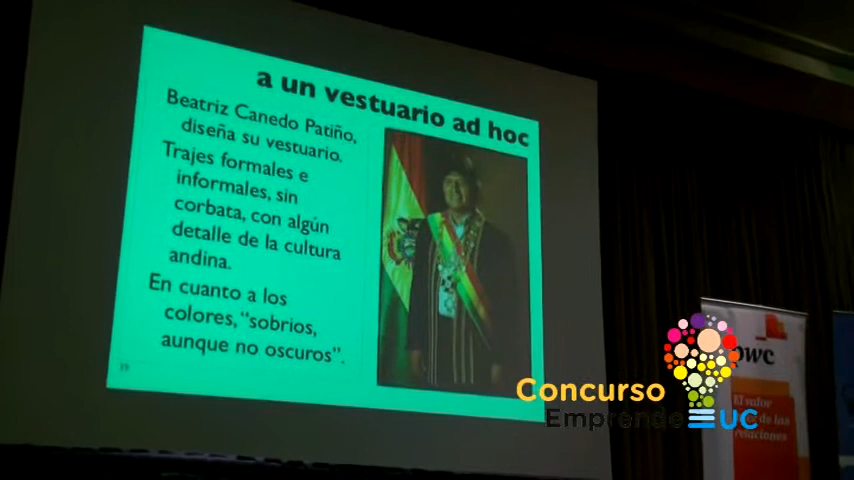 a un vestuario ad hoc
Beatriz Canedo Patiño,
diseña su vestuario.
Trajes formales e
informales, sin
corbata, con algún
detalle de la cultura
andina.
En cuanto a los
colores, “sobrios,
aunque no oscuros”.
19
pwc
El valor
de las
relaciones
Concurso
Emprende UC